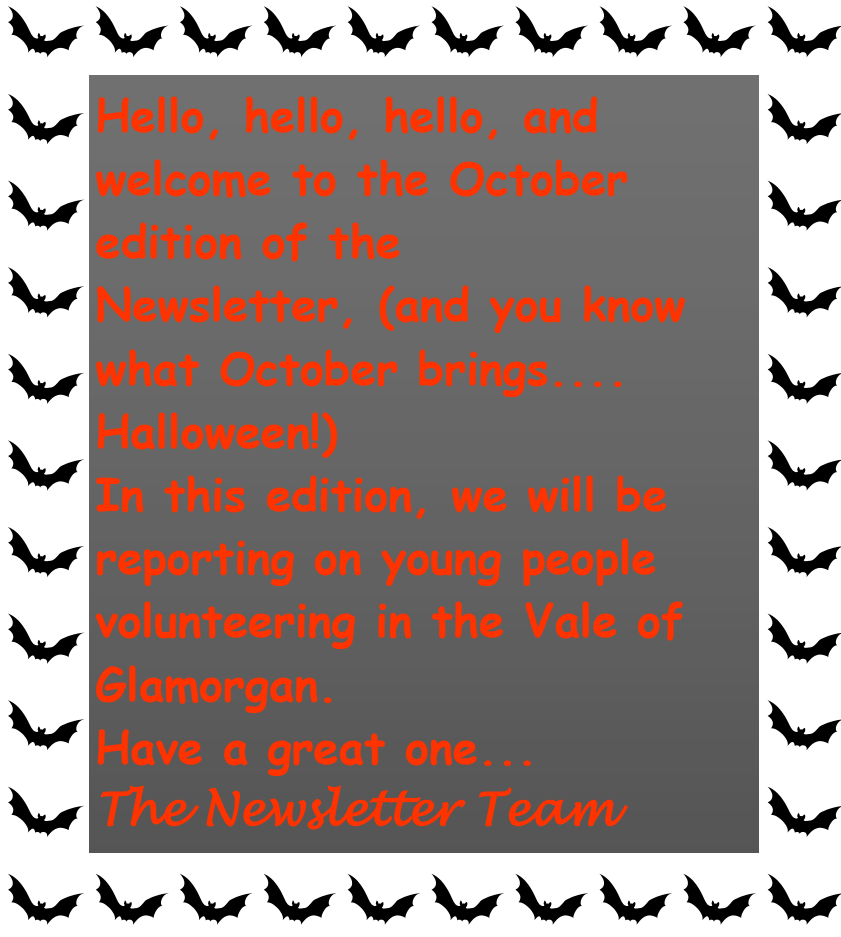 Hello, hello, hello, and
welcome to the October
edition of the
Newsletter, (and you know
what October brings....
Halloween!)
In this edition, we will be
reporting on young people
volunteering in the Vale of
Glamorgan.
Have a great one...
The Newsletter Team